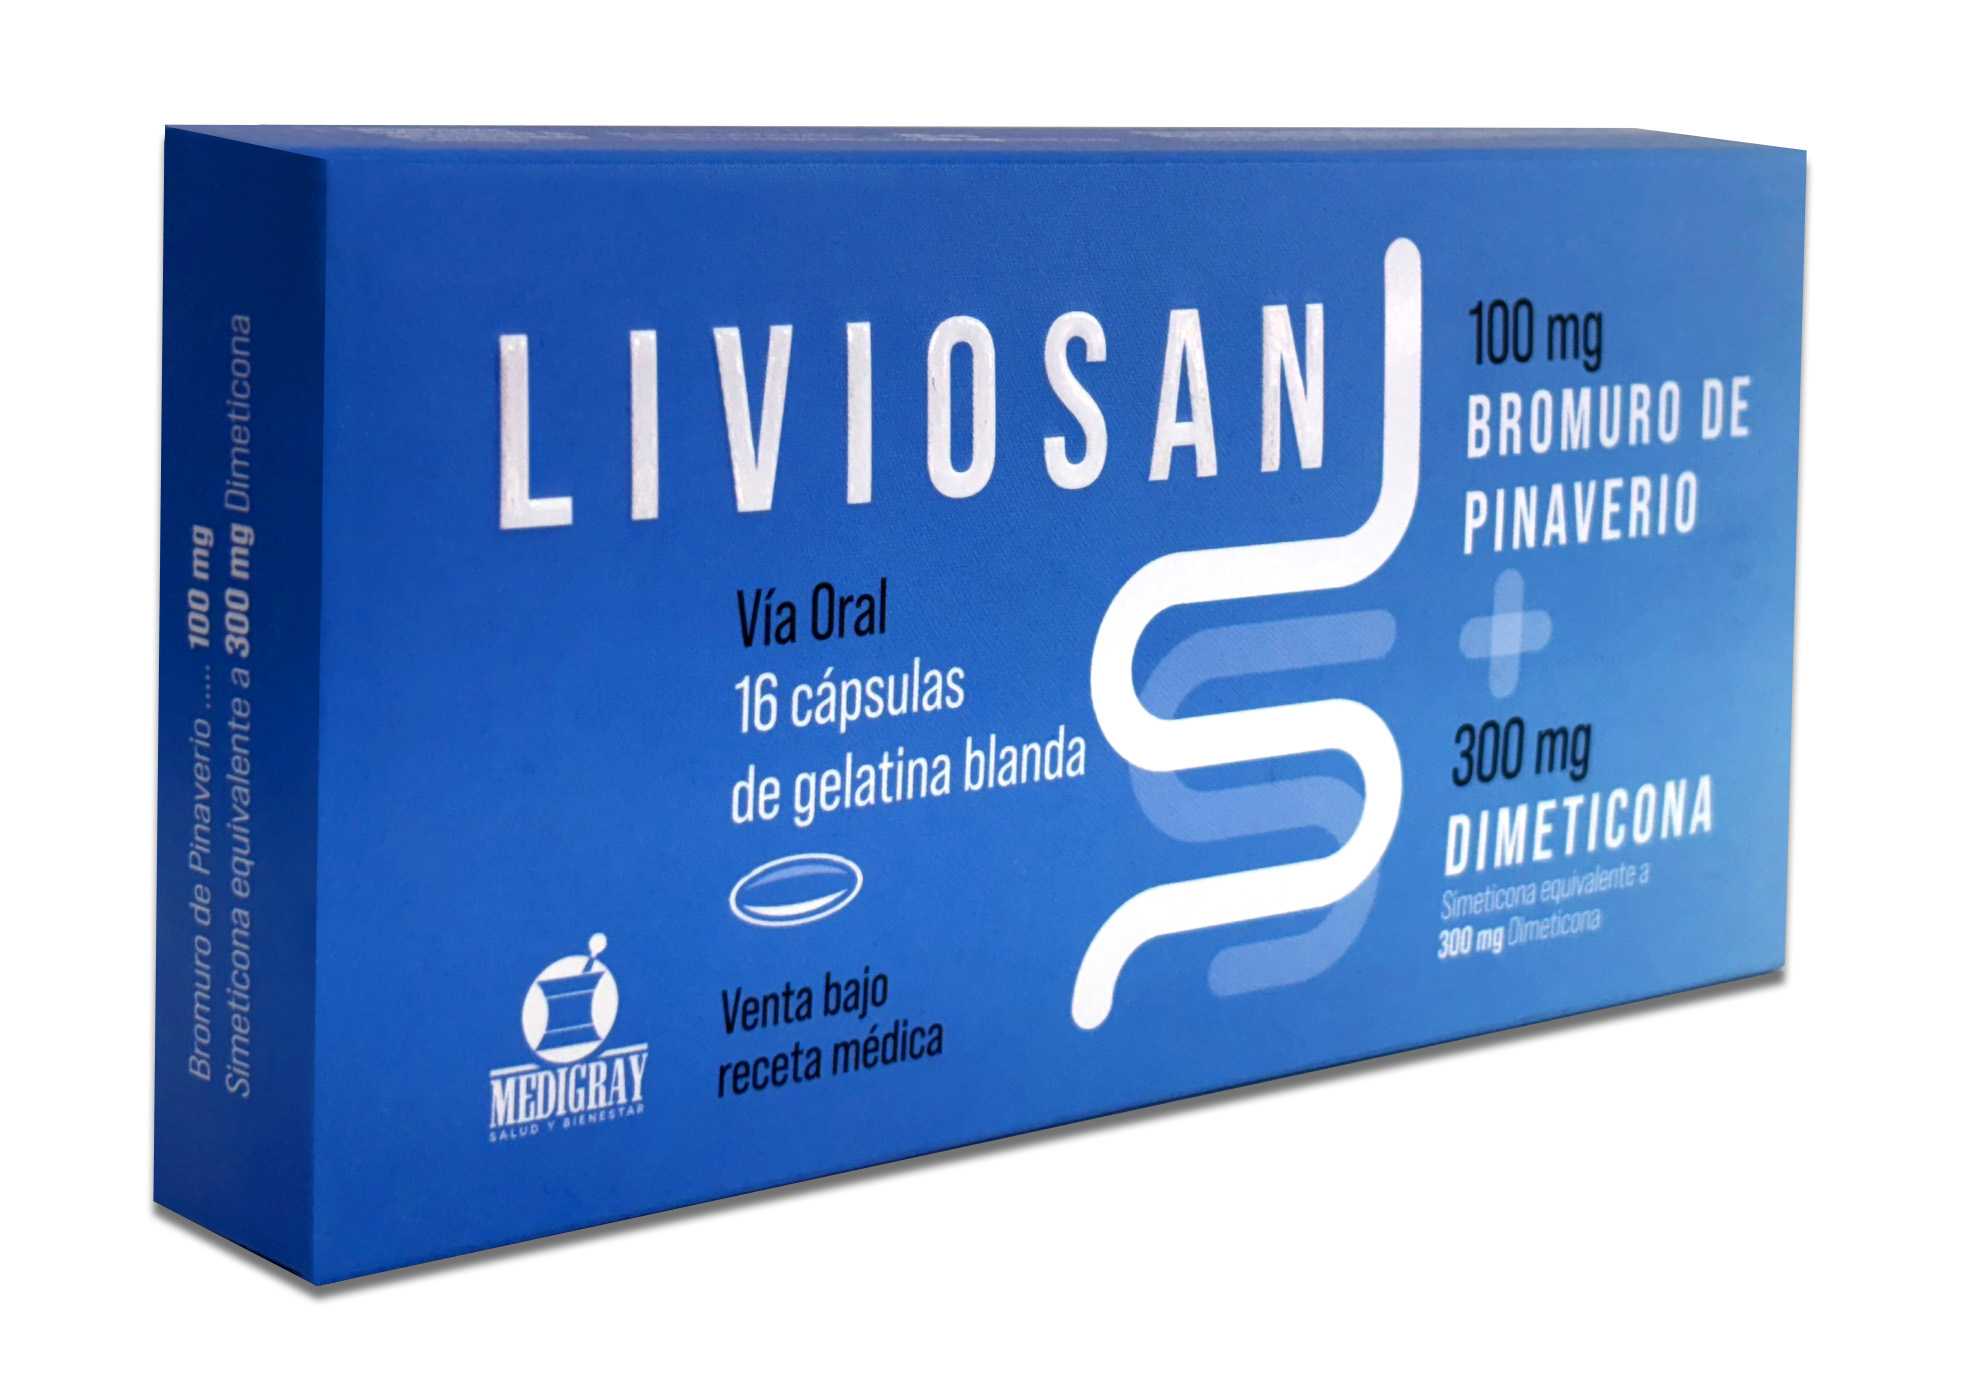 Bromuro de Pinaverio ..... 100 mg
Simeticona equivalente a 300 mg Dimeticona
LIVIOSAN
Vía Oral
16 cápsulas
de gelatina blanda
Venta bajo
receta médica
MEDIGRAY
SALUD Y BIENESTAR
100 mg
BROMURO DE
PINAVERIO
+
300 mg
DIMETICONA
Simeticona equivalente a
300 mg Dimeticona